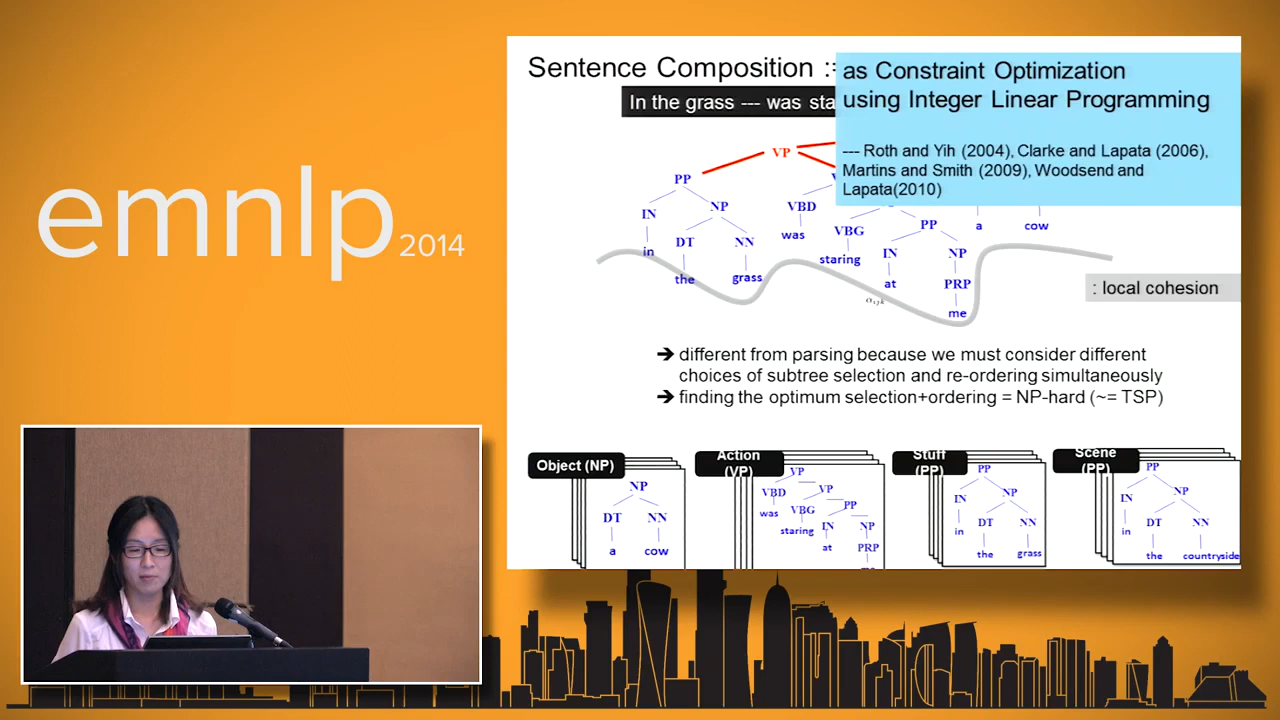 emnlp 2014
Sentence Composition :=
as Constraint Optimization
using Integer Linear Programming
In the grass --- was sta
--- Roth and Yih (2004), Clarke and Lapata (2006),
Martins and Smith (2009), Woodsend and
Lapata(2010)
VP
PP
IN NP VBD
in DT NN was VBG PP a cow
the grass staring IN NP
at PRP
me
: local cohesion
➔ different from parsing because we must consider different
choices of subtree selection and re-ordering simultaneously
➔ finding the optimum selection+ordering = NP-hard (~= TSP)
Object (NP)
NP
DT NN
a cow
Action
(VP)
VP
VBD VP
was VBG PP
staring IN NP
at PRP
Stuff
(PP)
PP
IN NP
in DT NN
the grass
Scene
(PP)
PP
IN NP
in DT NN
the countryside